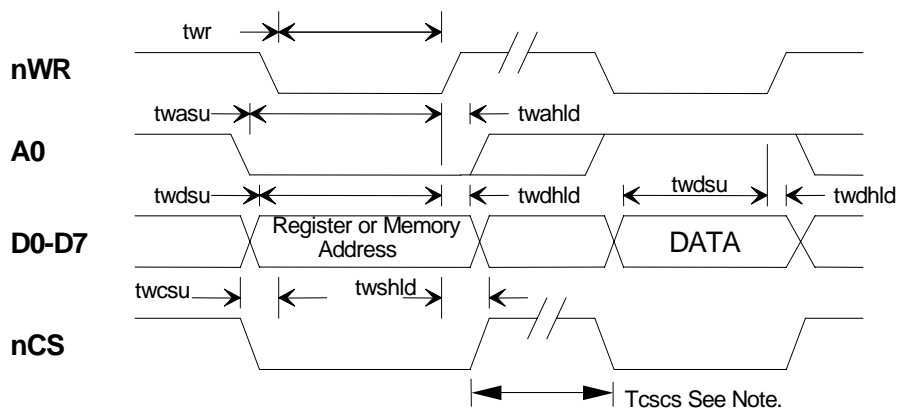 twr
nWR
twasu
twahld
A0
twdsu
twdhld
twdsu
twdhld
D0-D7
Register or Memory
Address
DATA
twcsu
twshld
nCS
Tcscs See Note.